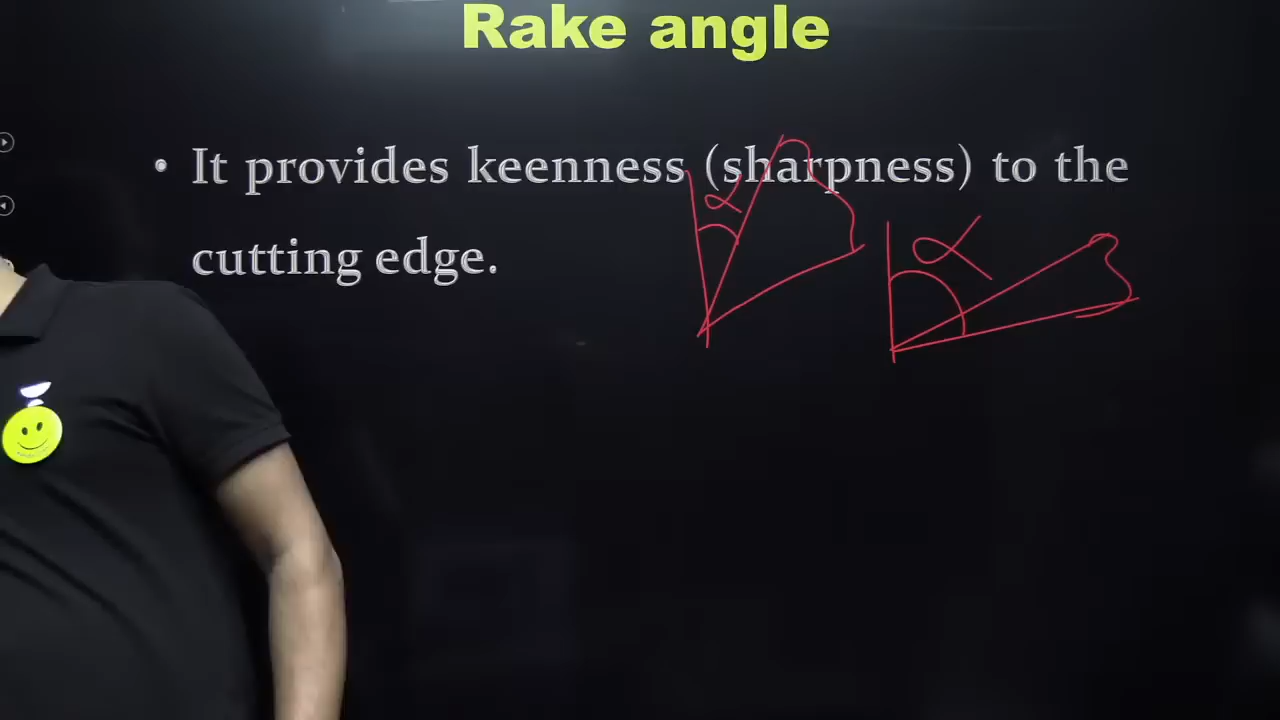 Rake angle
• It provides keenness (sharpness) to the
cutting edge.
α
α